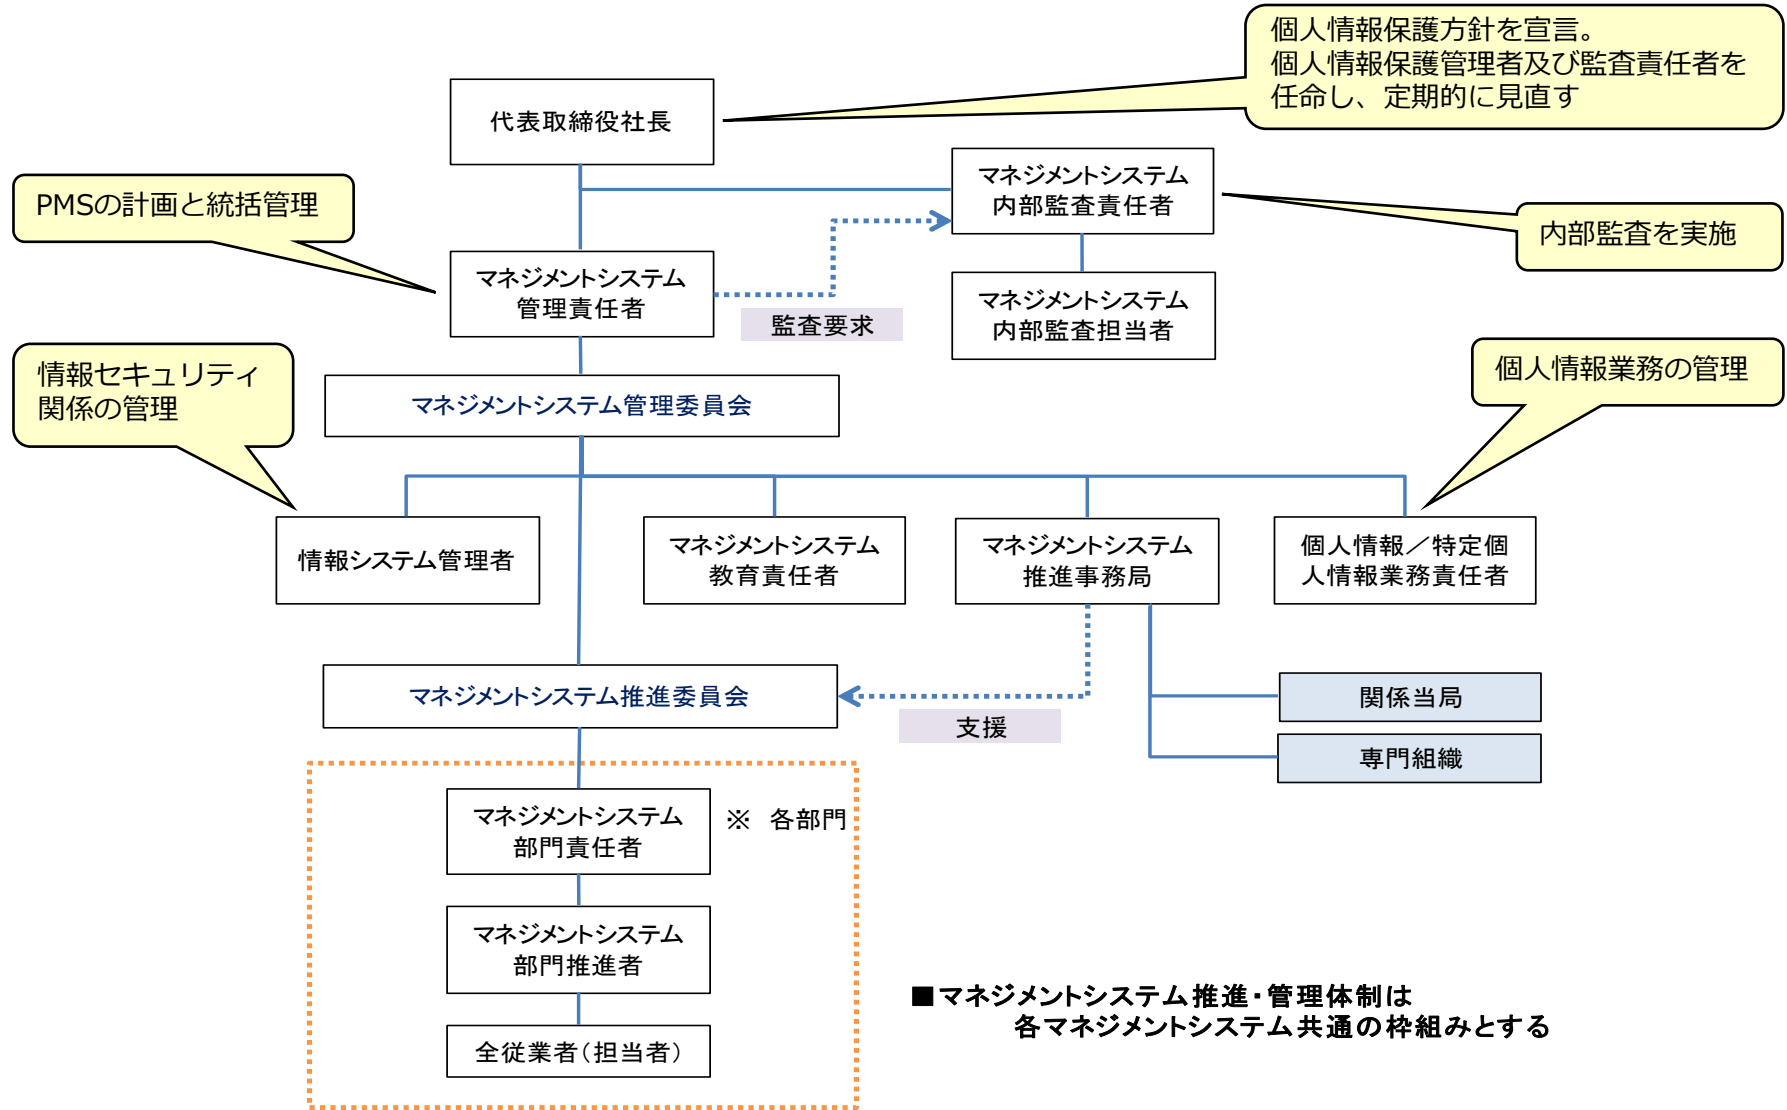 個人情報保護方針を宣言。
個人情報保護管理者及び監査責任者を
任命し、定期的に見直す
代表取締役社長
マネジメントシステム
内部監査責任者
PMSの計画と統括管理
内部監査を実施
マネジメントシステム
管理責任者
監査要求
マネジメントシステム
内部監査担当者
情報セキュリティ
関係の管理
マネジメントシステム管理委員会
個人情報業務の管理
情報システム管理者
マネジメントシステム
教育責任者
マネジメントシステム
推進事務局
個人情報／特定個
人情報業務責任者
マネジメントシステム推進委員会
支援
関係当局
専門組織
マネジメントシステム
部門責任者
※　各部門
マネジメントシステム
部門推進者
全従業者（担当者）
■マネジメントシステム推進・管理体制は
各マネジメントシステム共通の枠組みとする